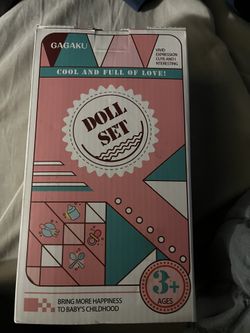 GAGAKU
VIVID
EXPRESSION
CUTE AND I
NTERESTING
COOL AND FULL OF LOVE!
DOLL
SET
3+
AGES
BRING MORE HAPPINESS
TO BABY'S CHILDHOOD